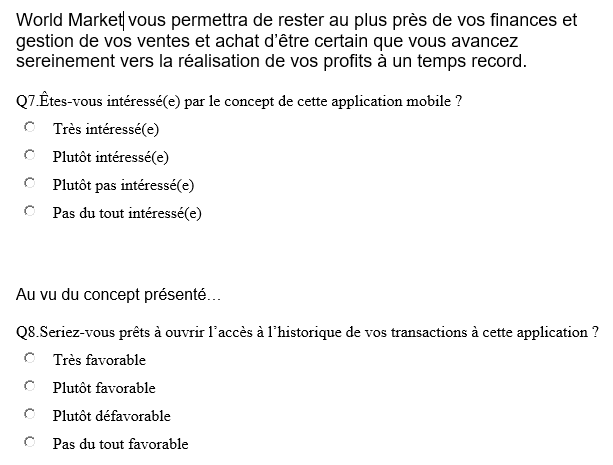 World Market vous permettra de rester au plus près de vos finances et
gestion de vos ventes et achat d'être certain que vous avancez
sereinement vers la réalisation de vos profits à un temps record.
Q7.Êtes-vous intéressé(e) par le concept de cette application mobile ?
Très intéressé(e)
Plutôt intéressé(e)
Plutôt pas intéressé(e)
Pas du tout intéressé(e)
Au vu du concept présenté…
Q8.Seriez-vous prêts à ouvrir l'accès à l'historique de vos transactions à cette application ?
Très favorable
Plutôt favorable
Plutôt défavorable
Pas du tout favorable